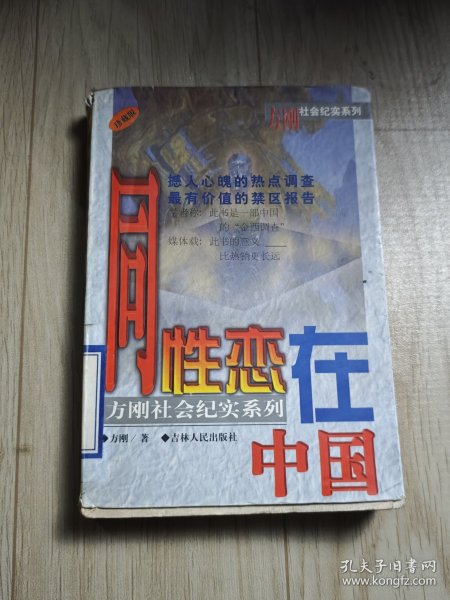 珍藏版
方刚 社会纪实系列
撼人心魄的热点调查
最有价值的禁区报告
学者称：此书是一部中国
的“金西调查”
媒体载：此书的意义
比热销更长远
同性恋在中国
方刚社会纪实系列
◆方刚/著 ◆吉林人民出版社
孔夫子旧书网
www.kongfz.com